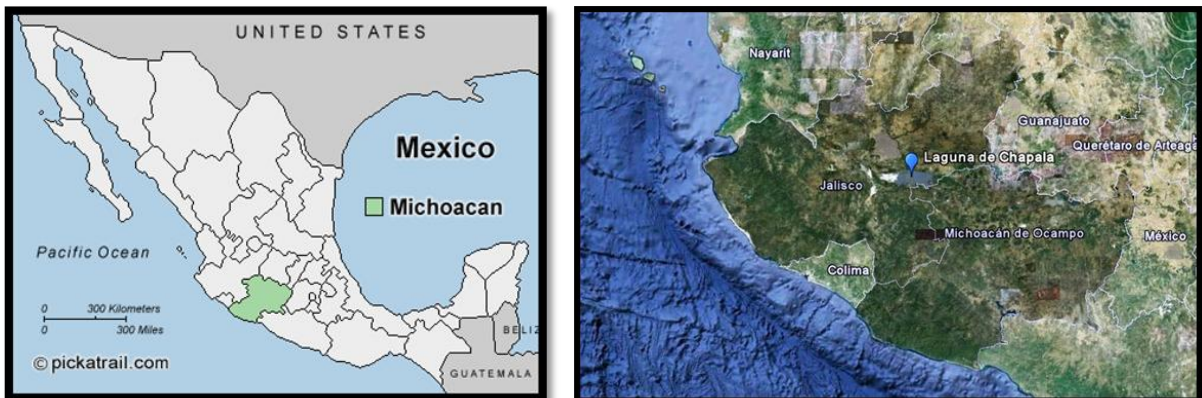 UNITED STATES
Mexico
Michoacan
Pacific Ocean
0 300 Kilometers
0 300 Miles
© pickatrail.com
BELIZ
GUATEMALA
Nayarit
Guanajuato
Querétaro de Arteaga
Laguna de Chapala
Jalisco
Michoacán de Ocampo
México
Colima